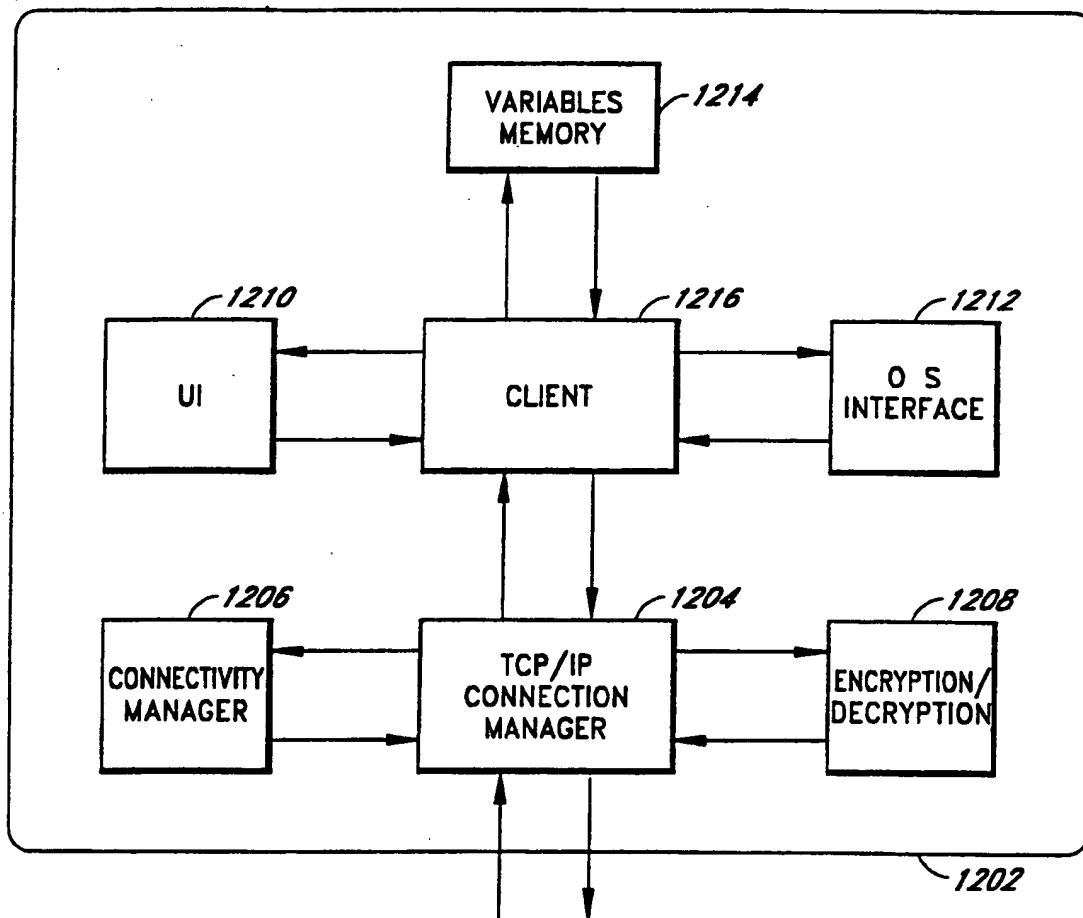 VARIABLES
MEMORY
1214
1210
1216
1212
UI
CLIENT
O S
INTERFACE
1206
1204
1208
CONNECTIVITY
MANAGER
TCP/IP
CONNECTION
MANAGER
ENCRYPTION/
DECRYPTION
1202